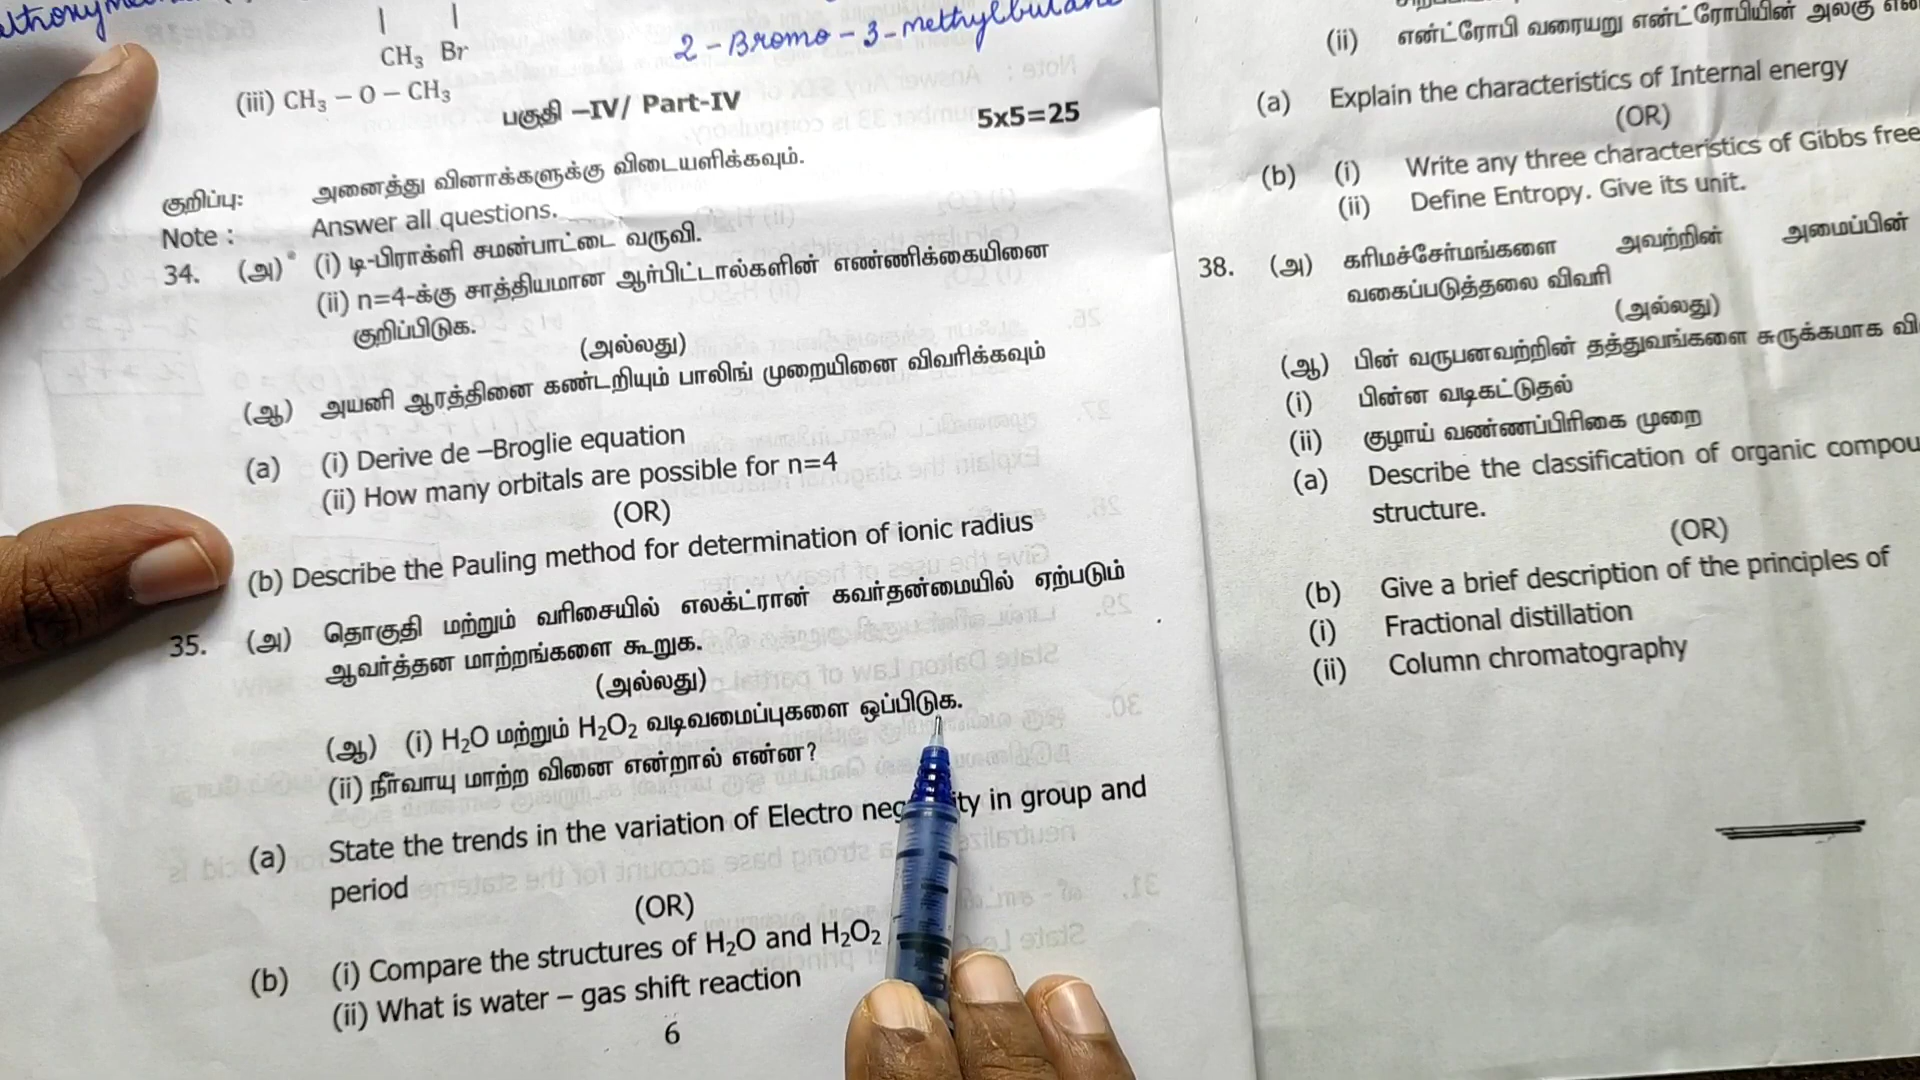 CH₃ Br
2 - Bromo - 3 - methylbutane
(iii) CH₃ – O – CH₃
பகுதி –IV/ Part-IV
5x5=25
குறிப்பு: அனைத்து வினாக்களுக்கு விடையளிக்கவும்.
Note : Answer all questions.
34. (அ) (i) டி-பிராக்ளி சமன்பாட்டை வருவி.
(ii) n=4-க்கு சாத்தியமான ஆர்பிட்டால்களின் எண்ணிக்கையினை
குறிப்பிடுக.
(அல்லது)
(ஆ) அயனி ஆரத்தினை கண்டறியும் பாலிங் முறையினை விவரிக்கவும்
(a) (i) Derive de –Broglie equation
(ii) How many orbitals are possible for n=4
(OR)
(b) Describe the Pauling method for determination of ionic radius
35. (அ) தொகுதி மற்றும் வரிசையில் எலக்ட்ரான் கவர்தன்மையில் ஏற்படும்
ஆவர்த்தன மாற்றங்களை கூறுக.
(அல்லது)
(ஆ) (i) H₂O மற்றும் H₂O₂ வடிவமைப்புகளை ஒப்பிடுக.
(ii) நீர்வாயு மாற்ற வினை என்றால் என்ன?
(a) State the trends in the variation of Electro in group and
period
(OR)
(b) (i) Compare the structures of H₂O and H₂O₂
(ii) What is water – gas shift reaction
6
(ii) என்ட்ரோபி வரையறு என்ட்ரோபியின் அலகு
(a) Explain the characteristics of Internal energy
(OR)
(b) (i) Write any three characteristics of Gibbs free
(ii) Define Entropy. Give its unit.
38. (அ) கரிமச்சேர்மங்களை அவற்றின் அமைப்பின்
வகைப்படுத்தலை விவரி
(அல்லது)
(ஆ) பின் வருபனவற்றின் தத்துவங்களை சுருக்கமாக
(i) பின்ன வடிகட்டுதல்
(ii) குழாய் வண்ணப்பிரிகை முறை
(a) Describe the classification of organic compou
structure.
(OR)
(b) Give a brief description of the principles of
(i) Fractional distillation
(ii) Column chromatography